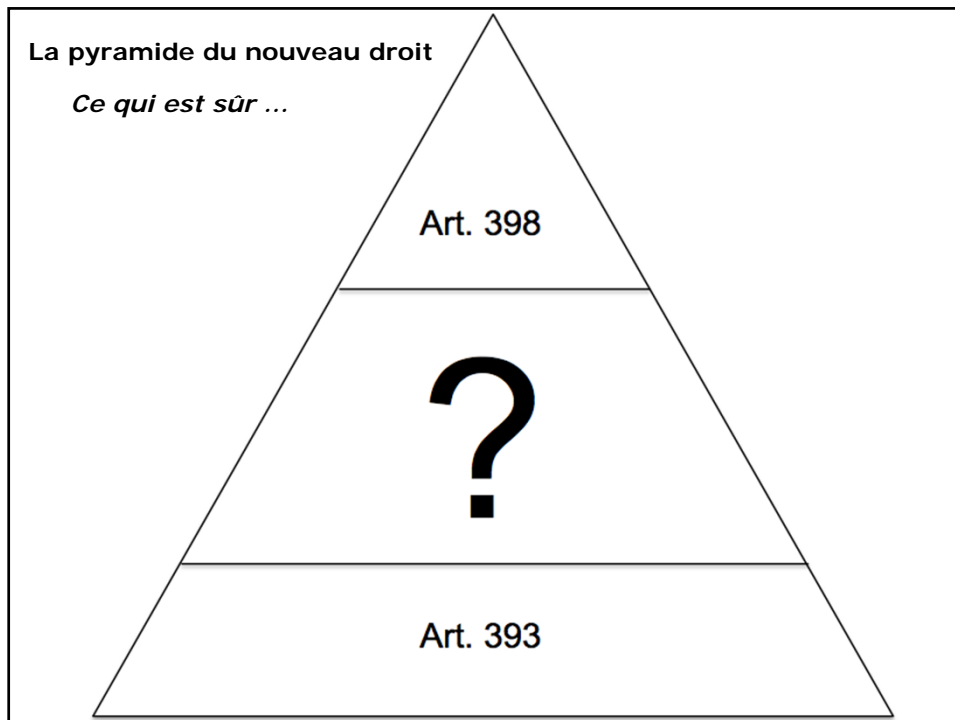 La pyramide du nouveau droit
Ce qui est sûr ...
Art. 398
?
Art. 393